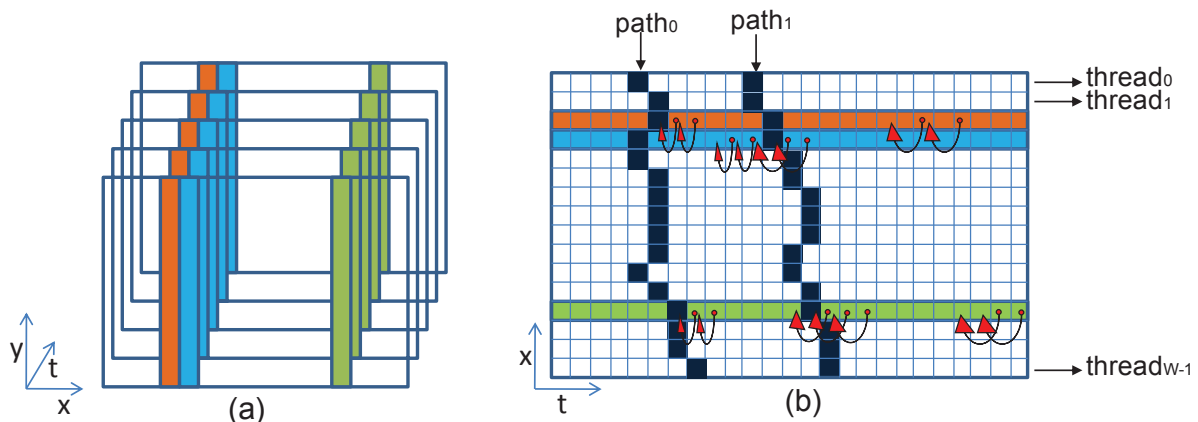 path0 path1
thread0
thread1
y
t
x
(a)
x
t
(b)
threadW-1